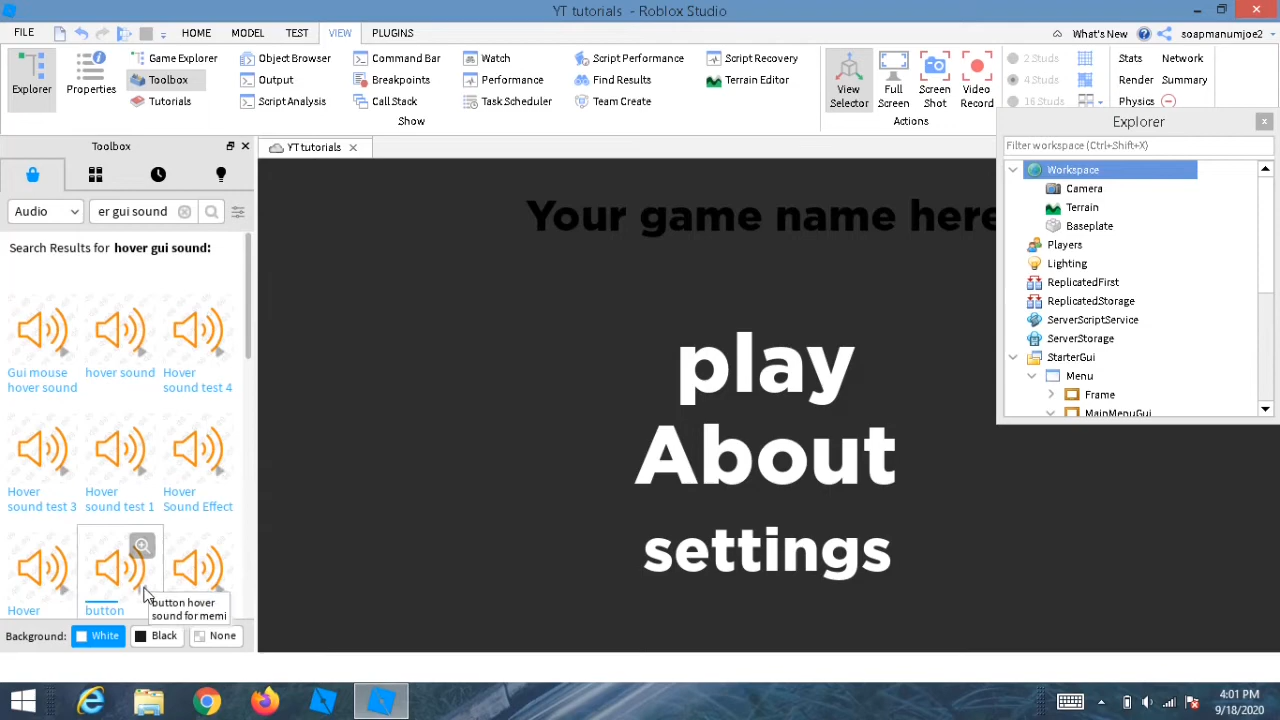 YT tutorials - Roblox Studio
FILE HOME MODEL TEST VIEW PLUGINS What's New soapmanumjoe2
Explorer
Properties
Game Explorer
Toolbox
Tutorials
Object Browser
Output
Script Analysis
Command Bar
Breakpoints
Call Stack
Watch
Performance
Task Scheduler
Script Performance
Find Results
Team Create
Script Recovery
Terrain Editor
Show
View
Selector
Full
Screen
Screen
Shot
Video
Record
Actions
2 Studs
4 Studs
16 Studs
Stats Network
Render Summary
Physics
Toolbox
YT tutorials
Audio er gui sound
Search Results for hover gui sound:
Gui mouse
hover sound
hover sound
Hover
sound test 4
Hover
sound test 3
Hover
sound test 1
Hover
Sound Effect
Hover
button
button hover
sound for memi
Background: White Black None
Your game name here
play
About
settings
Explorer
Filter workspace (Ctrl+Shift+X)
Workspace
Camera
Terrain
Baseplate
Players
Lighting
ReplicatedFirst
ReplicatedStorage
ServerScriptService
ServerStorage
StarterGui
Menu
Frame
MainMenuGui
4:01 PM
9/18/2020